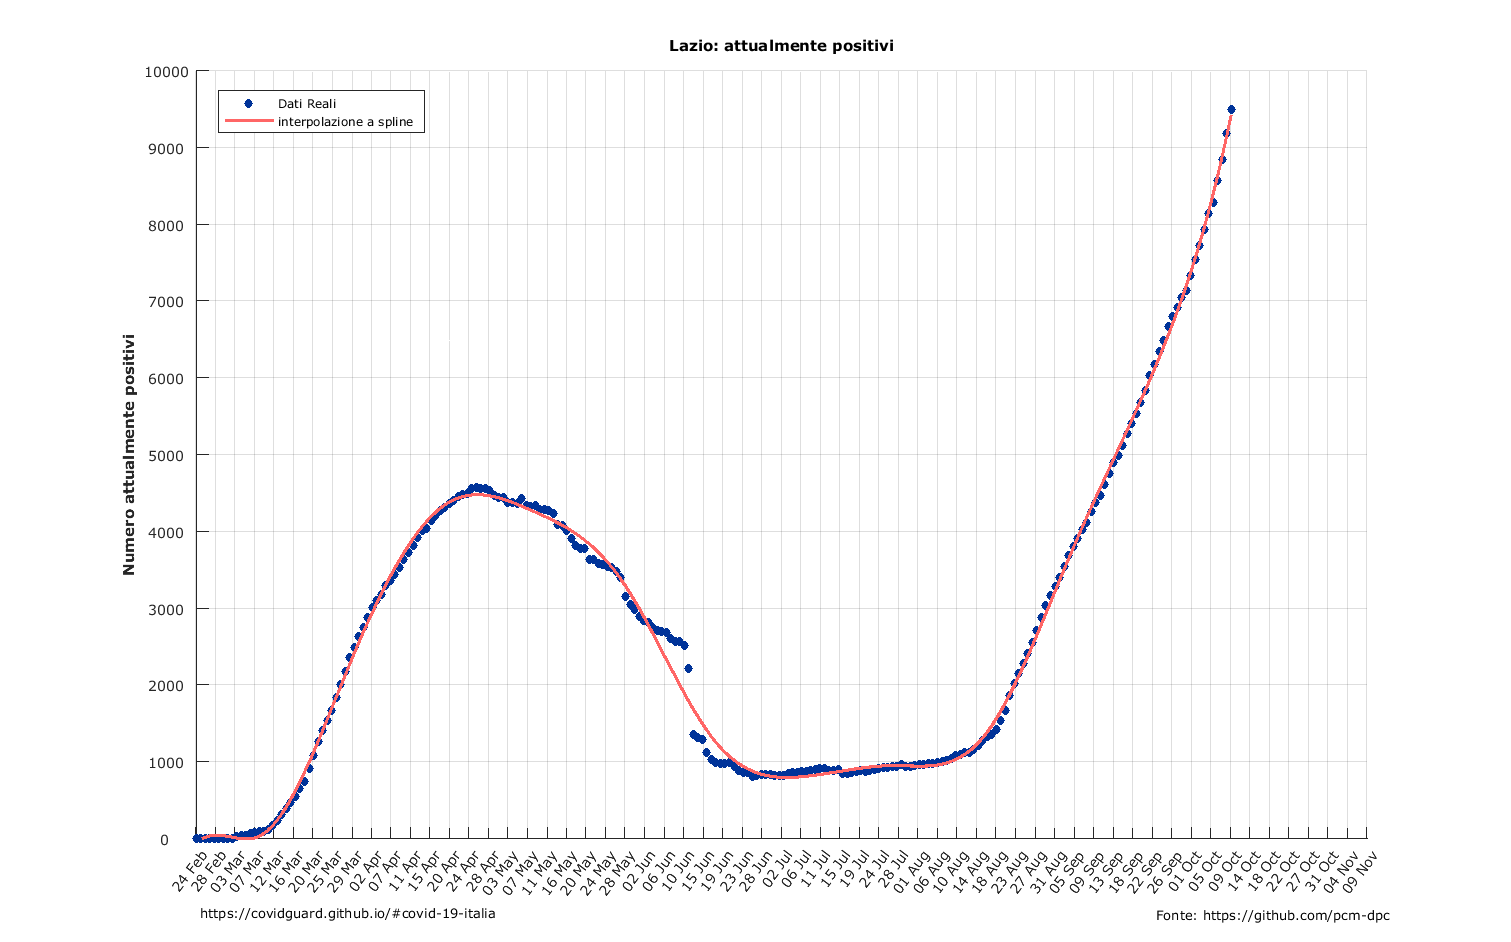 Lazio: attualmente positivi
10000
9000
8000
7000
6000
5000
4000
3000
2000
1000
0
Numero attualmente positivi
Dati Reali
interpolazione a spline
24 Feb
28 Feb
03 Mar
07 Mar
12 Mar
16 Mar
20 Mar
25 Mar
29 Mar
02 Apr
07 Apr
11 Apr
15 Apr
20 Apr
24 Apr
28 Apr
03 May
07 May
11 May
16 May
20 May
24 May
28 May
02 Jun
06 Jun
10 Jun
15 Jun
19 Jun
23 Jun
28 Jun
02 Jul
06 Jul
11 Jul
15 Jul
19 Jul
24 Jul
28 Jul
01 Aug
06 Aug
10 Aug
14 Aug
18 Aug
23 Aug
27 Aug
31 Aug
05 Sep
09 Sep
13 Sep
18 Sep
22 Sep
26 Sep
01 Oct
05 Oct
09 Oct
14 Oct
18 Oct
22 Oct
27 Oct
31 Oct
04 Nov
09 Nov
https://covidguard.github.io/#covid-19-italia
Fonte: https://github.com/pcm-dpc